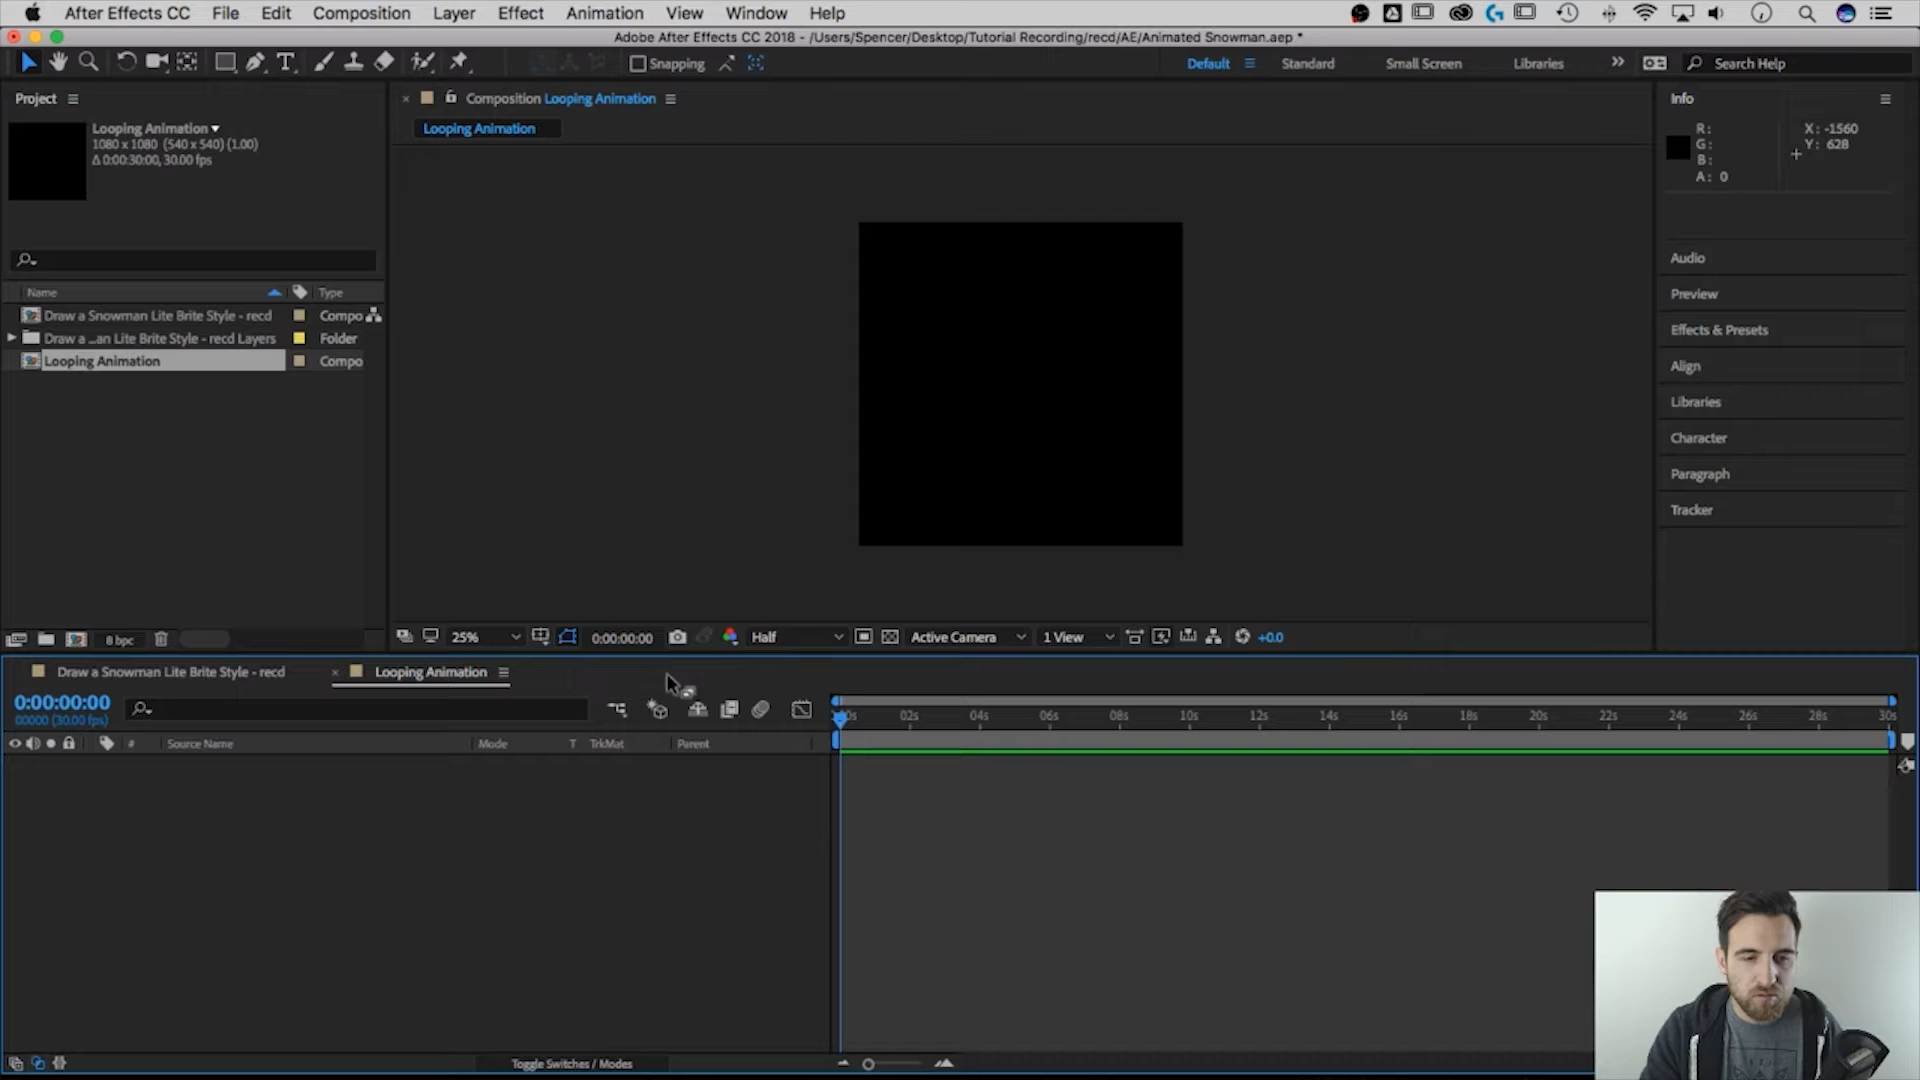 After Effects CC File Edit Composition Layer Effect Animation View Window Help
Adobe After Effects CC 2018 - /Users/Spencer/Desktop/Tutorial Recording/recd/AE/Animated Snowman.aep *
Snapping Default Standard Small Screen Libraries Search Help
Project
Looping Animation
1080 x 1080 (540 x 540) (1.00)
Δ 0:00:30:00, 30.00 fps
Name Type
Draw a Snowman Lite Brite Style - recd Compo
Draw a ...an Lite Brite Style - recd Layers Folder
Looping Animation Compo
8 bpc
Composition Looping Animation
Looping Animation
25% 0:00:00:00 Half Active Camera 1 View +0.0
Info
R: X: -1560
G: Y: 628
B:
A: 0
Audio
Preview
Effects & Presets
Align
Libraries
Character
Paragraph
Tracker
Draw a Snowman Lite Brite Style - recd Looping Animation
0:00:00:00
00000 (30.00 fps)
02s 04s 06s 08s 10s 12s 14s 16s 18s 20s 22s 24s 26s 28s 30s
# Source Name Mode T TrkMat Parent
Toggle Switches / Modes